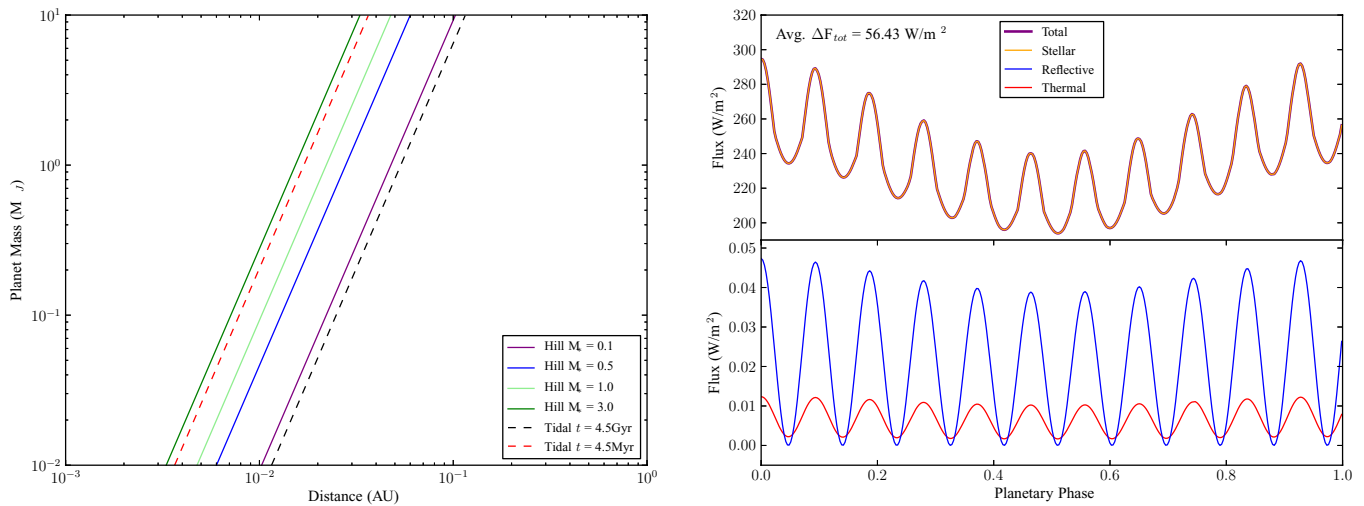 10^1
10^0
10^-1
10^-2
Planet Mass (M_J)
10^-3
10^-2
10^-1
10^0
Distance (AU)
Hill M* = 0.1
Hill M* = 0.5
Hill M* = 1.0
Hill M* = 3.0
Tidal t = 4.5Gyr
Tidal t = 4.5Myr
320
300
280
260
240
220
200
Flux (W/m^2)
Avg. ΔF_tot = 56.43 W/m^2
Total
Stellar
Reflective
Thermal
0.05
0.04
0.03
0.02
0.01
0.00
Flux (W/m^2)
0.0
0.2
0.4
0.6
0.8
1.0
Planetary Phase